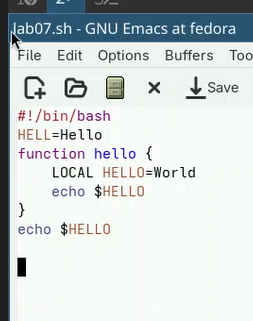 lab07.sh - GNU Emacs at fedora
File Edit Options Buffers Too
Save
#!/bin/bash
HELL=Hello
function hello {
    LOCAL HELLO=World
    echo $HELLO
}
echo $HELLO